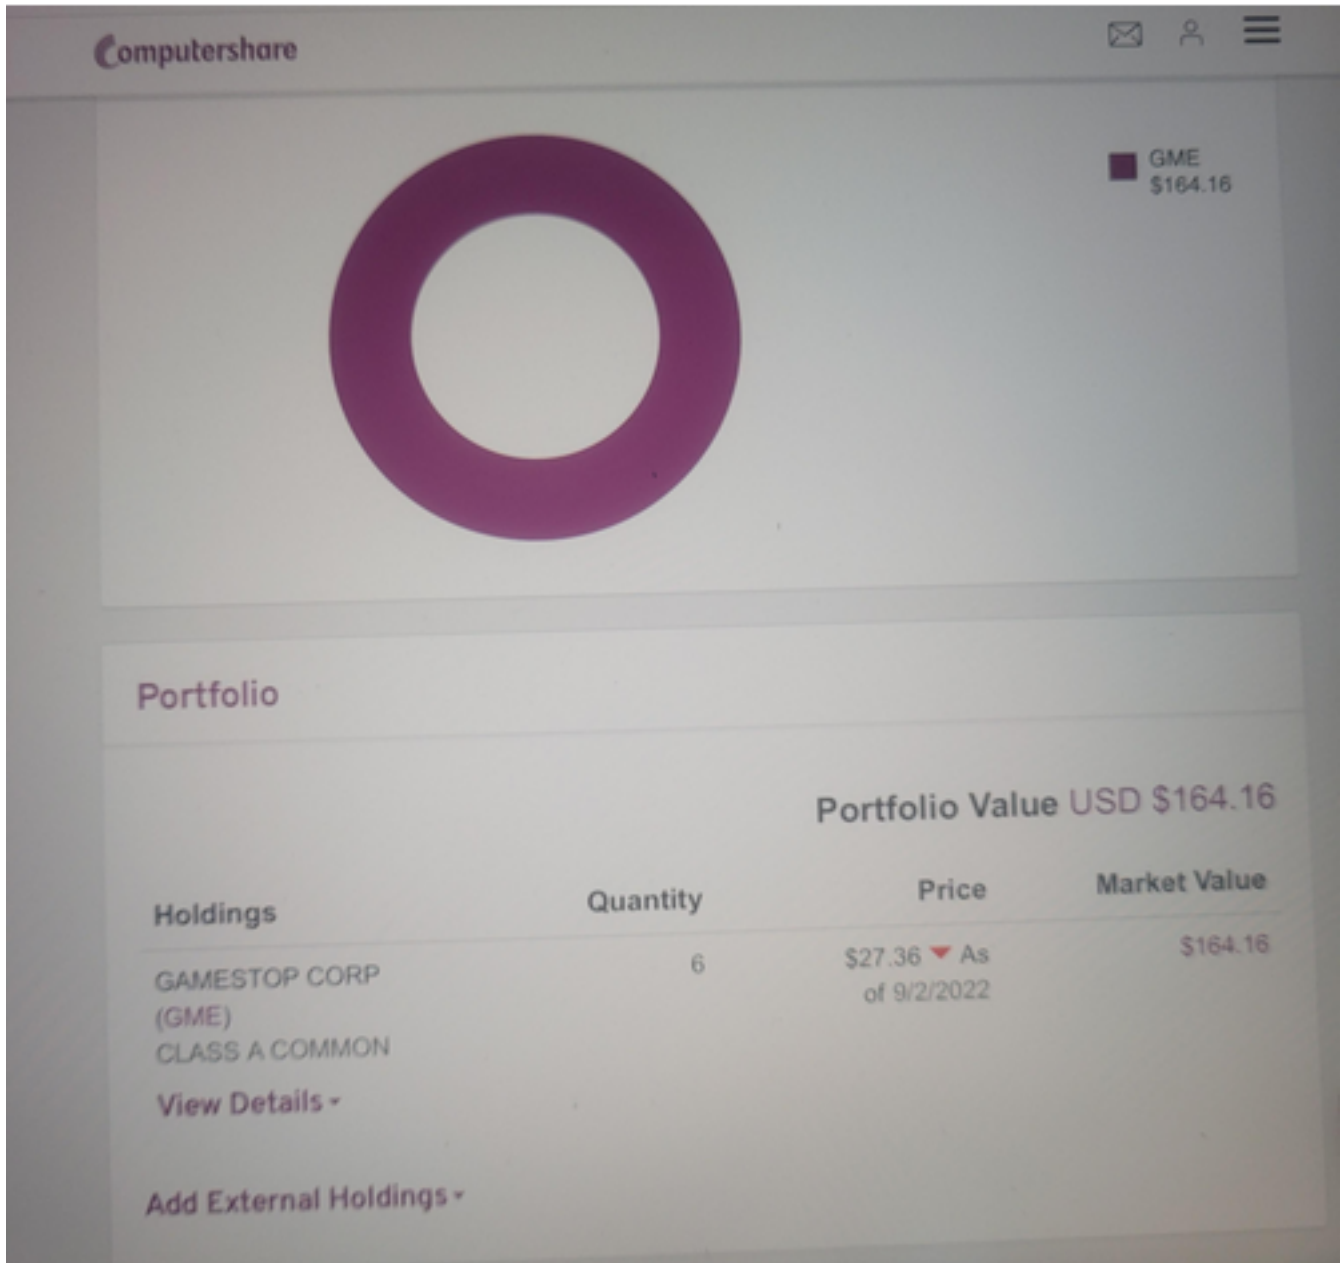 Computershare
GME
$164.16
Portfolio
Portfolio Value USD $164.16
Holdings Quantity Price Market Value
GAMESTOP CORP 6 $27.36 As $164.16
(GME) of 9/2/2022
CLASS A COMMON
View Details
Add External Holdings